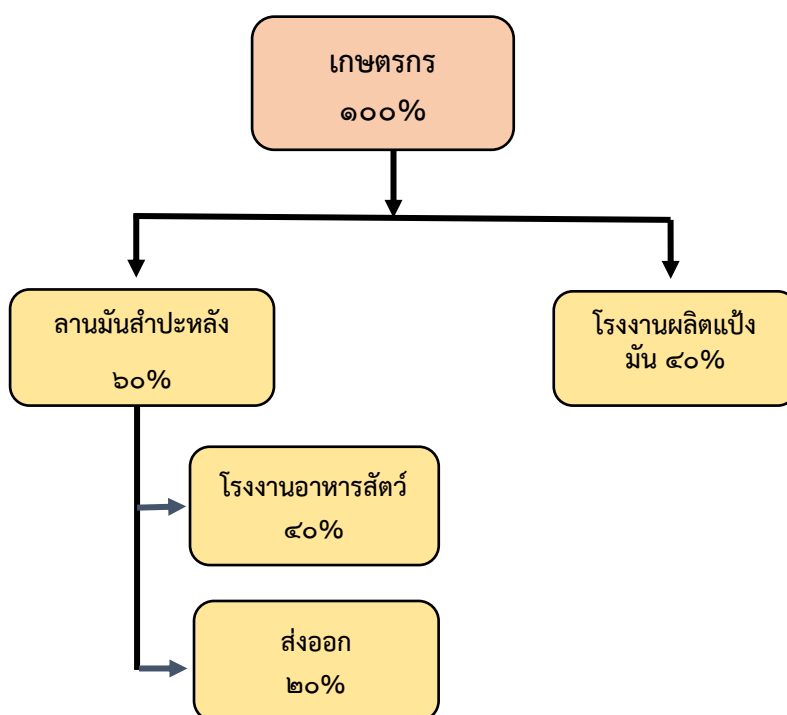 เกษตรกร
๑๐๐%
ลานมันสำปะหลัง
๖๐%
โรงงานผลิตแป้ง
มัน ๔๐%
โรงงานอาหารสัตว์
๔๐%
ส่งออก
๒๐%